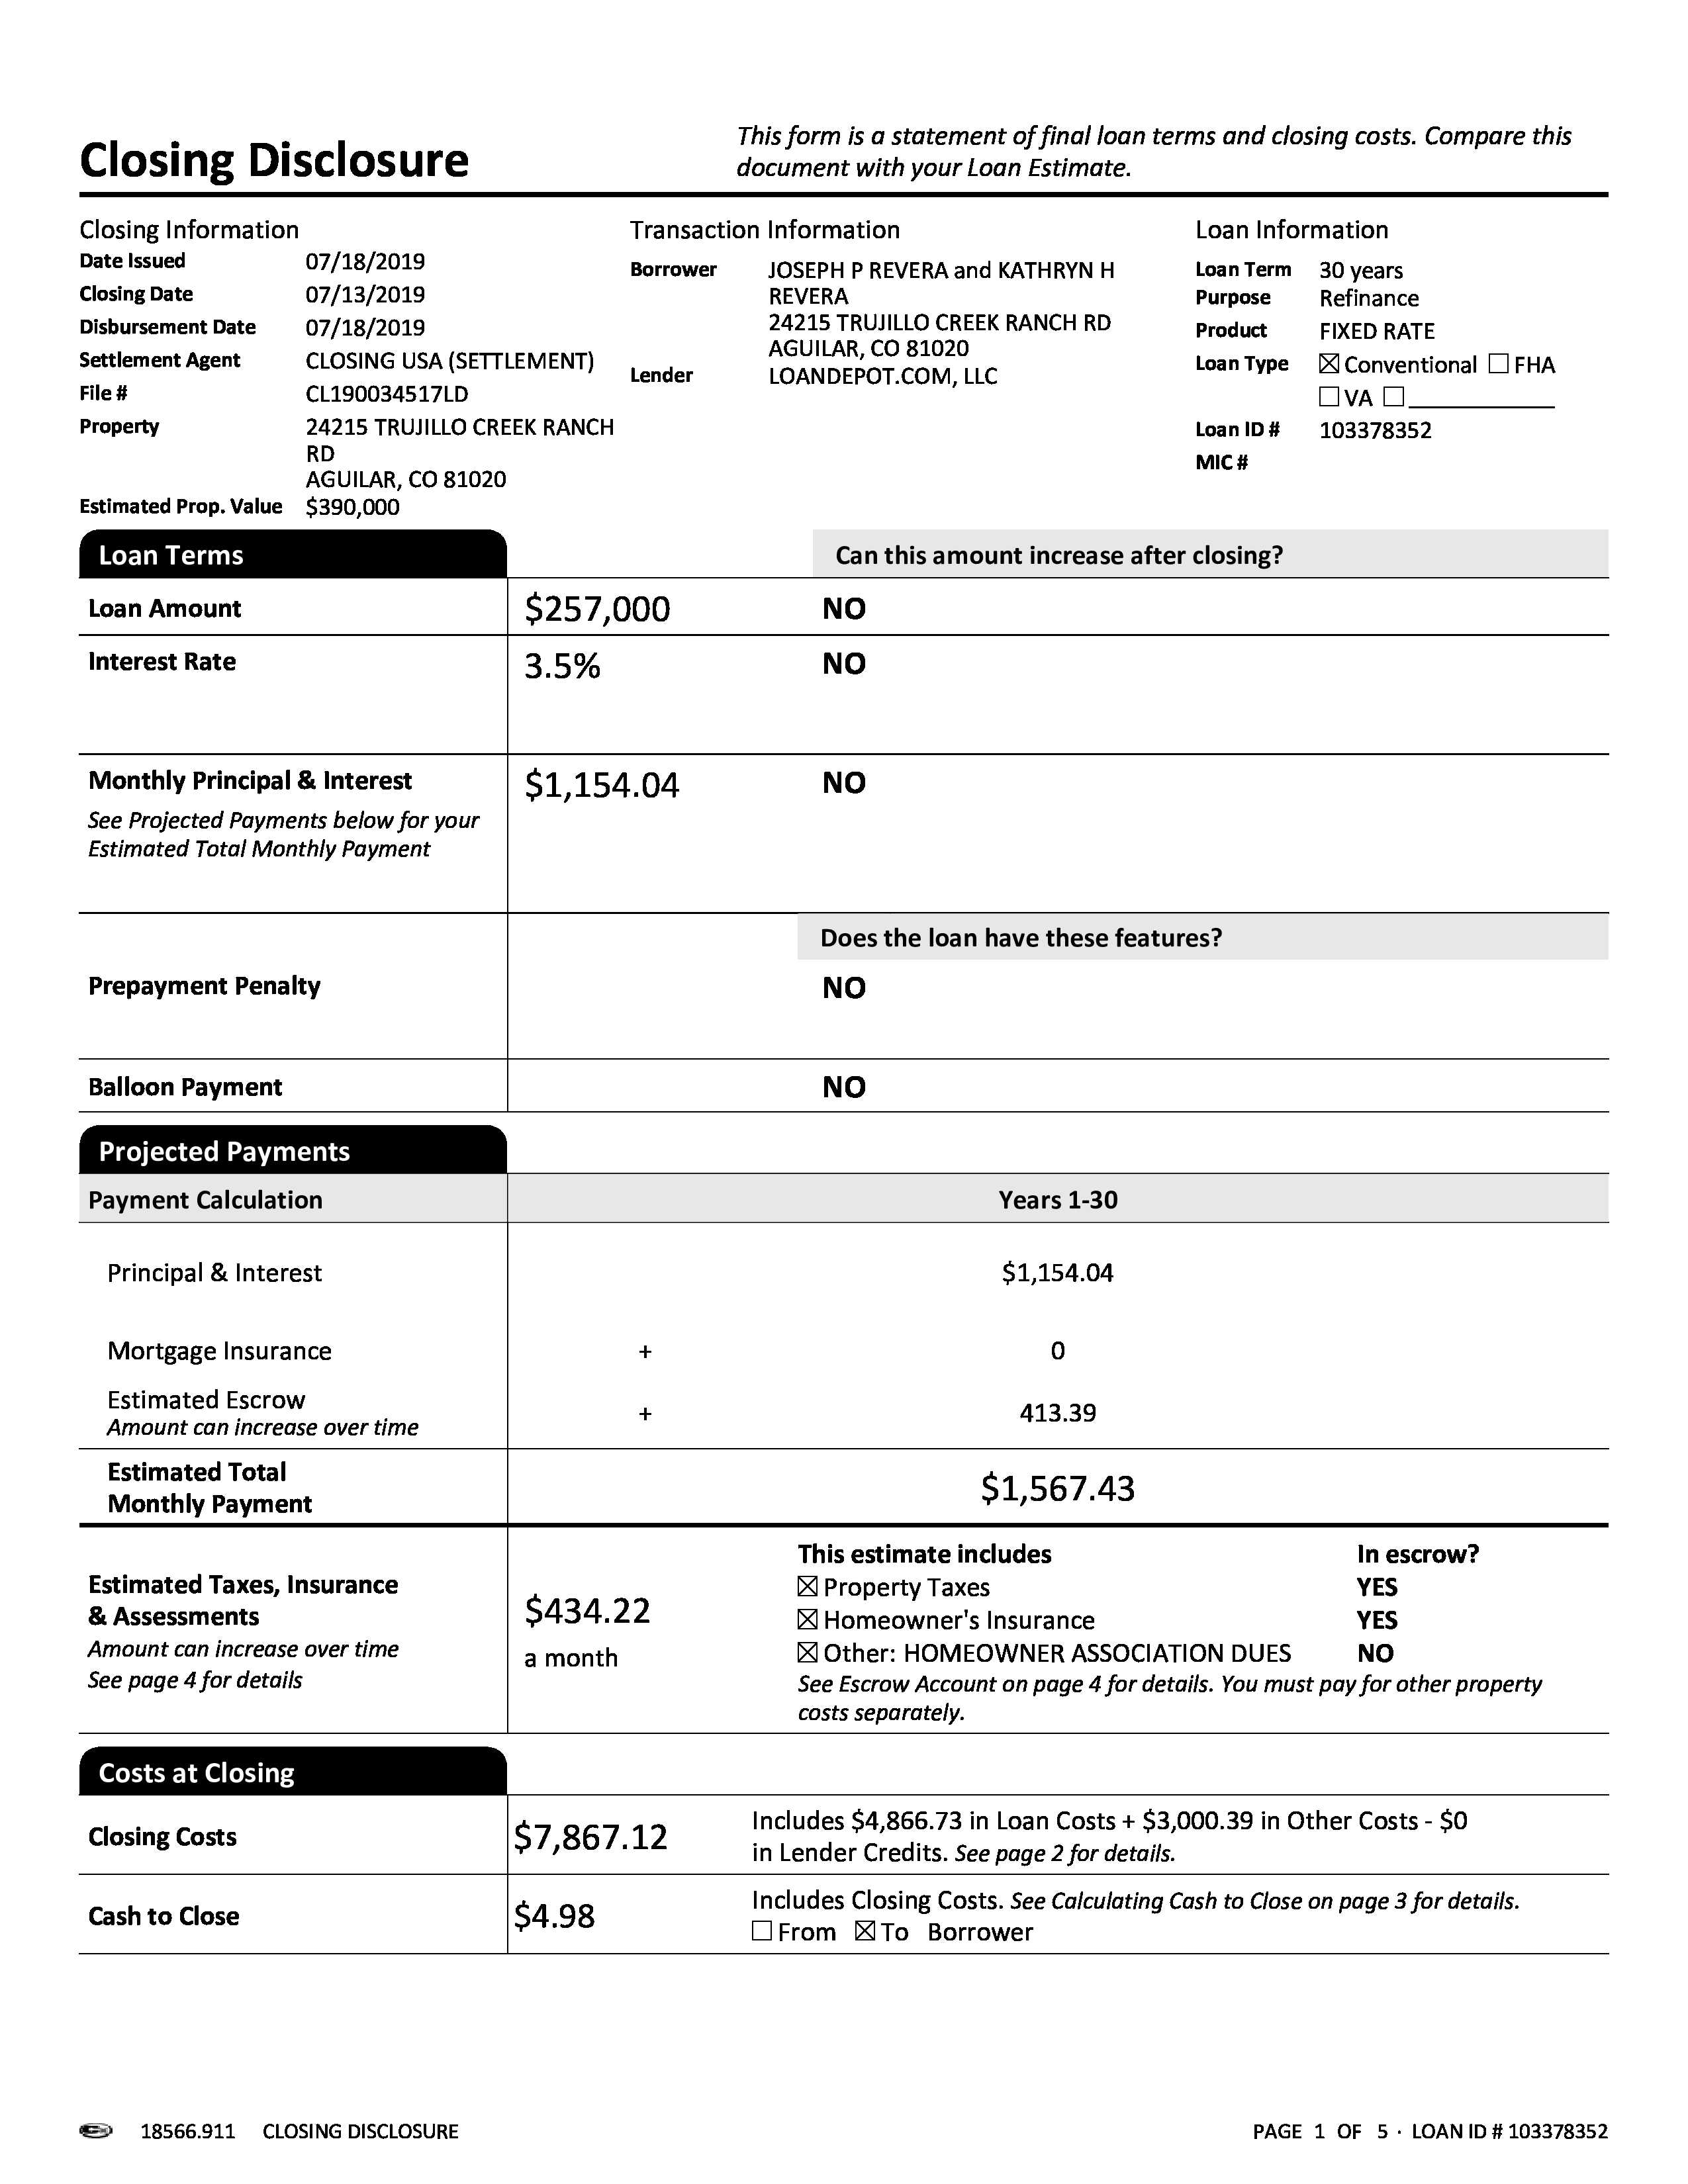 Closing Disclosure
This form is a statement of final loan terms and closing costs. Compare this
document with your Loan Estimate.
Closing Information
Date Issued 07/18/2019
Closing Date 07/13/2019
Disbursement Date 07/18/2019
Settlement Agent CLOSING USA (SETTLEMENT)
File # CL190034517LD
Property 24215 TRUJILLO CREEK RANCH
RD
AGUILAR, CO 81020
Estimated Prop. Value $390,000
Transaction Information
Borrower JOSEPH P REVERA and KATHRYN H
REVERA
24215 TRUJILLO CREEK RANCH RD
AGUILAR, CO 81020
Lender LOANDEPOT.COM, LLC
Loan Information
Loan Term 30 years
Purpose Refinance
Product FIXED RATE
Loan Type ☒ Conventional ☐ FHA
☐ VA ☐ ____________
Loan ID # 103378352
MIC #
Loan Terms Can this amount increase after closing?
Loan Amount $257,000 NO
Interest Rate 3.5% NO
Monthly Principal & Interest $1,154.04 NO
See Projected Payments below for your
Estimated Total Monthly Payment
Does the loan have these features?
Prepayment Penalty NO
Balloon Payment NO
Projected Payments
Payment Calculation Years 1-30
Principal & Interest $1,154.04
Mortgage Insurance + 0
Estimated Escrow
Amount can increase over time + 413.39
Estimated Total
Monthly Payment $1,567.43
Estimated Taxes, Insurance
& Assessments
Amount can increase over time
See page 4 for details
$434.22
a month
This estimate includes In escrow?
☒ Property Taxes YES
☒ Homeowner's Insurance YES
☒ Other: HOMEOWNER ASSOCIATION DUES NO
See Escrow Account on page 4 for details. You must pay for other property
costs separately.
Costs at Closing
Closing Costs $7,867.12 Includes $4,866.73 in Loan Costs + $3,000.39 in Other Costs - $0
in Lender Credits. See page 2 for details.
Cash to Close $4.98 Includes Closing Costs. See Calculating Cash to Close on page 3 for details.
☐ From ☒ To Borrower
18566.911 CLOSING DISCLOSURE PAGE 1 OF 5 · LOAN ID # 103378352